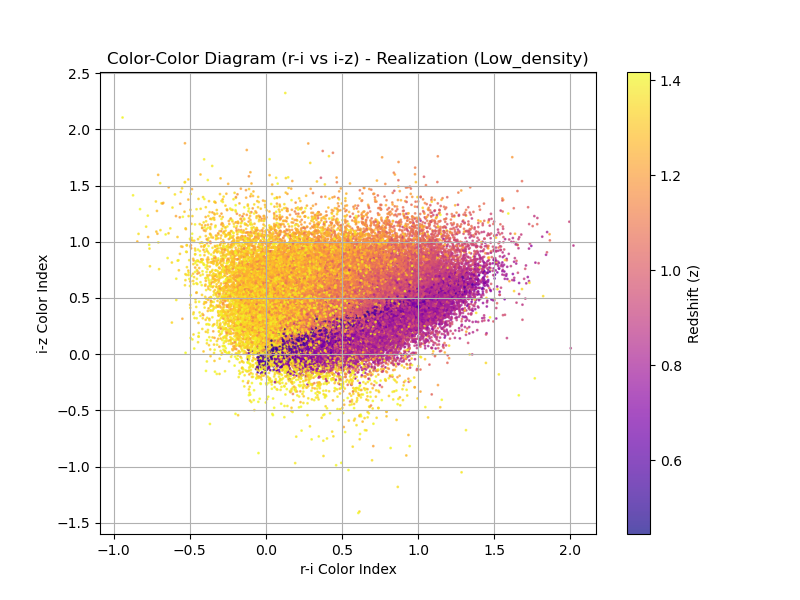 Color-Color Diagram (r-i vs i-z) - Realization (Low_density)
2.5
2.0
1.5
1.0
0.5
0.0
−0.5
−1.0
−1.5
i-z Color Index
−1.0 −0.5 0.0 0.5 1.0 1.5 2.0
r-i Color Index
1.4
1.2
1.0
0.8
0.6
Redshift (z)